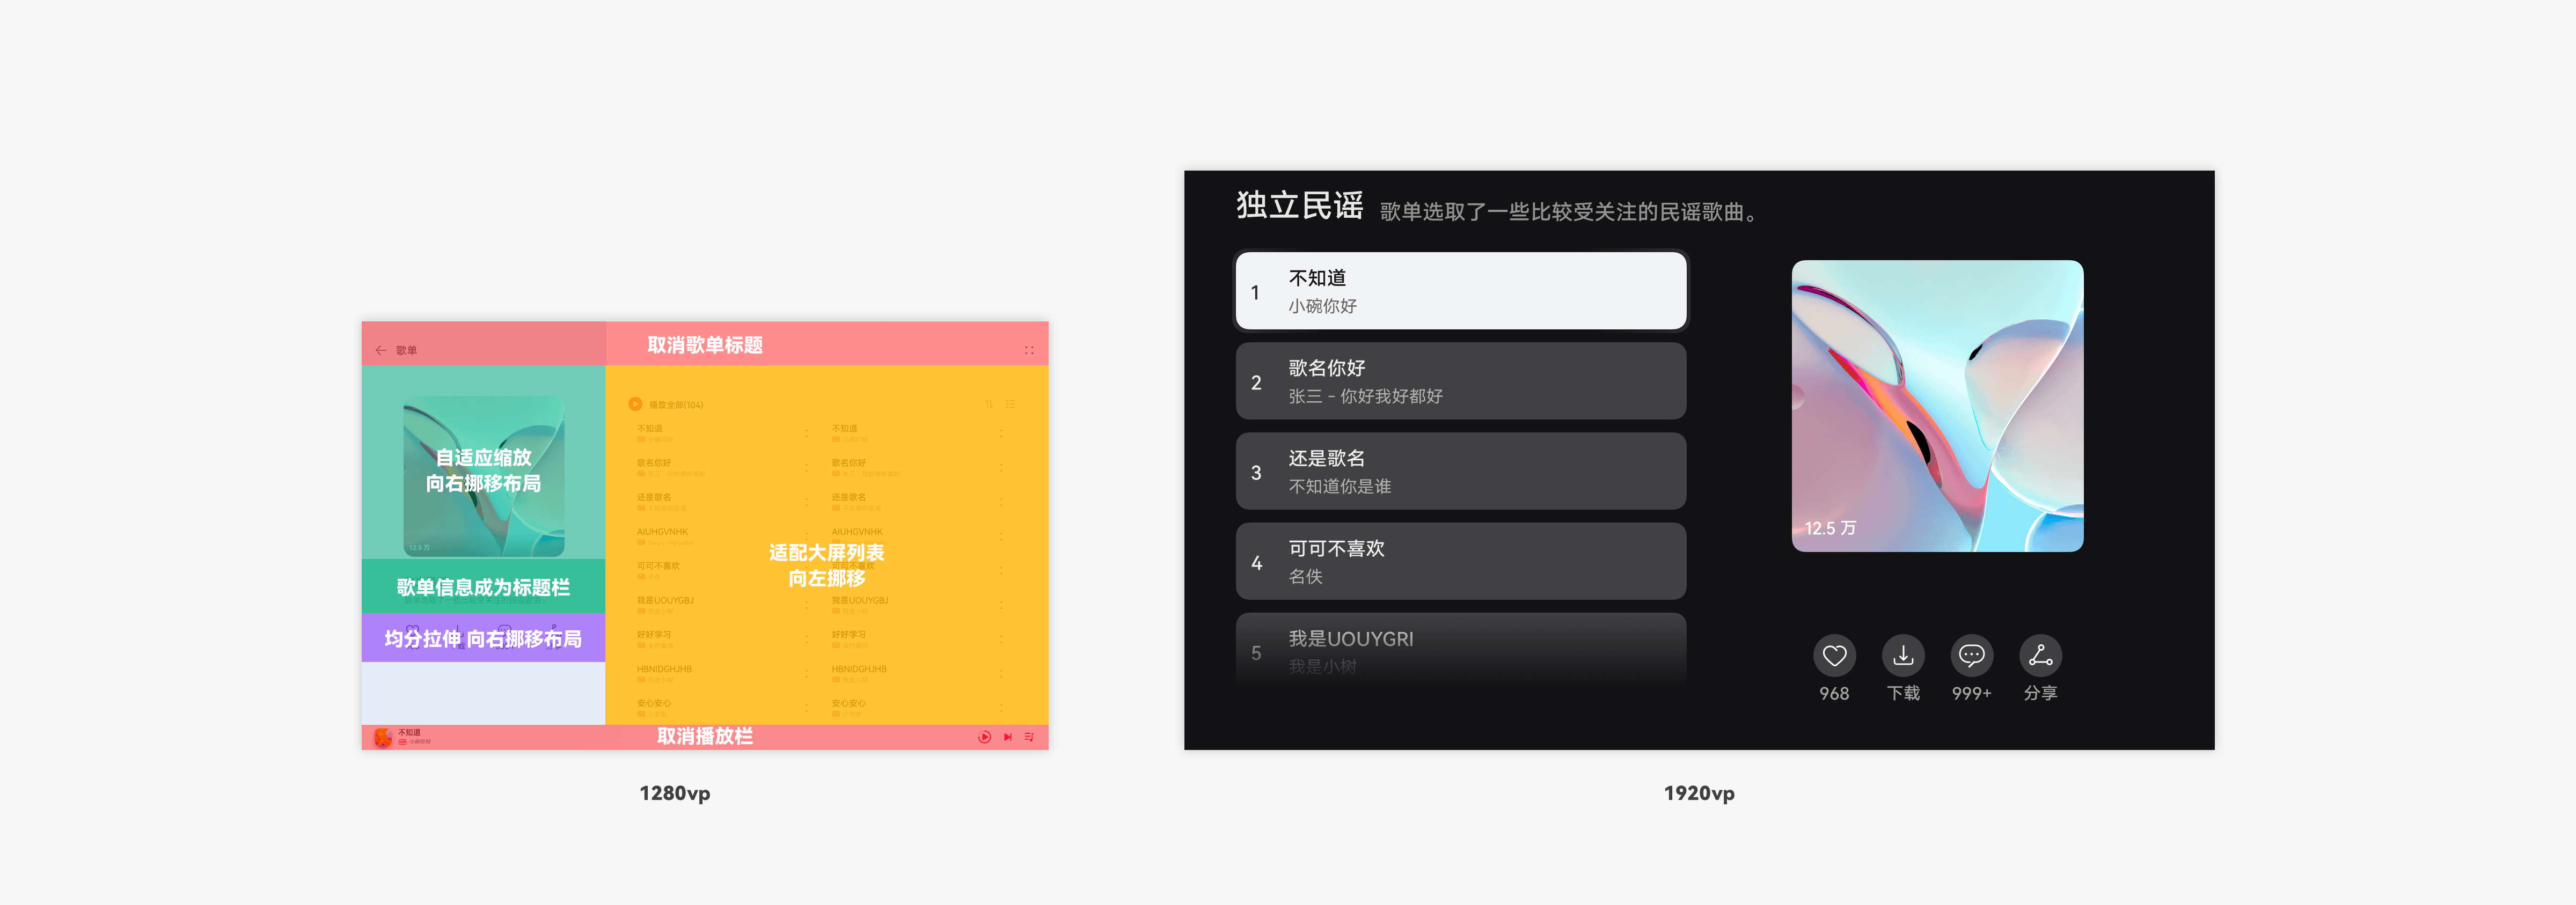 歌单
取消歌单标题
自适应缩放
向右挪移布局
12.5 万
歌单信息成为标题栏
均分拉伸 向右挪移布局
播放全部(104)
不知道
不知道
歌名你好
歌名你好
还是歌名
还是歌名
AIUHGVNHK
AIUHGVNHK
适配大屏列表
向左挪移
可可不喜欢
可可不喜欢
我是UOUYGBJ
我是UOUYGBJ
好好学习
好好学习
HBNIDGHJHB
HBNIDGHJHB
安心安心
安心安心
不知道
小碗你好
取消播放栏
1280vp
独立民谣 歌单选取了一些比较受关注的民谣歌曲。
1
不知道
小碗你好
2
歌名你好
张三 - 你好我好都好
3
还是歌名
不知道你是谁
4
可可不喜欢
名佚
5
我是UOUYGRI
我是小树
12.5 万
968 下载 999+ 分享
1920vp